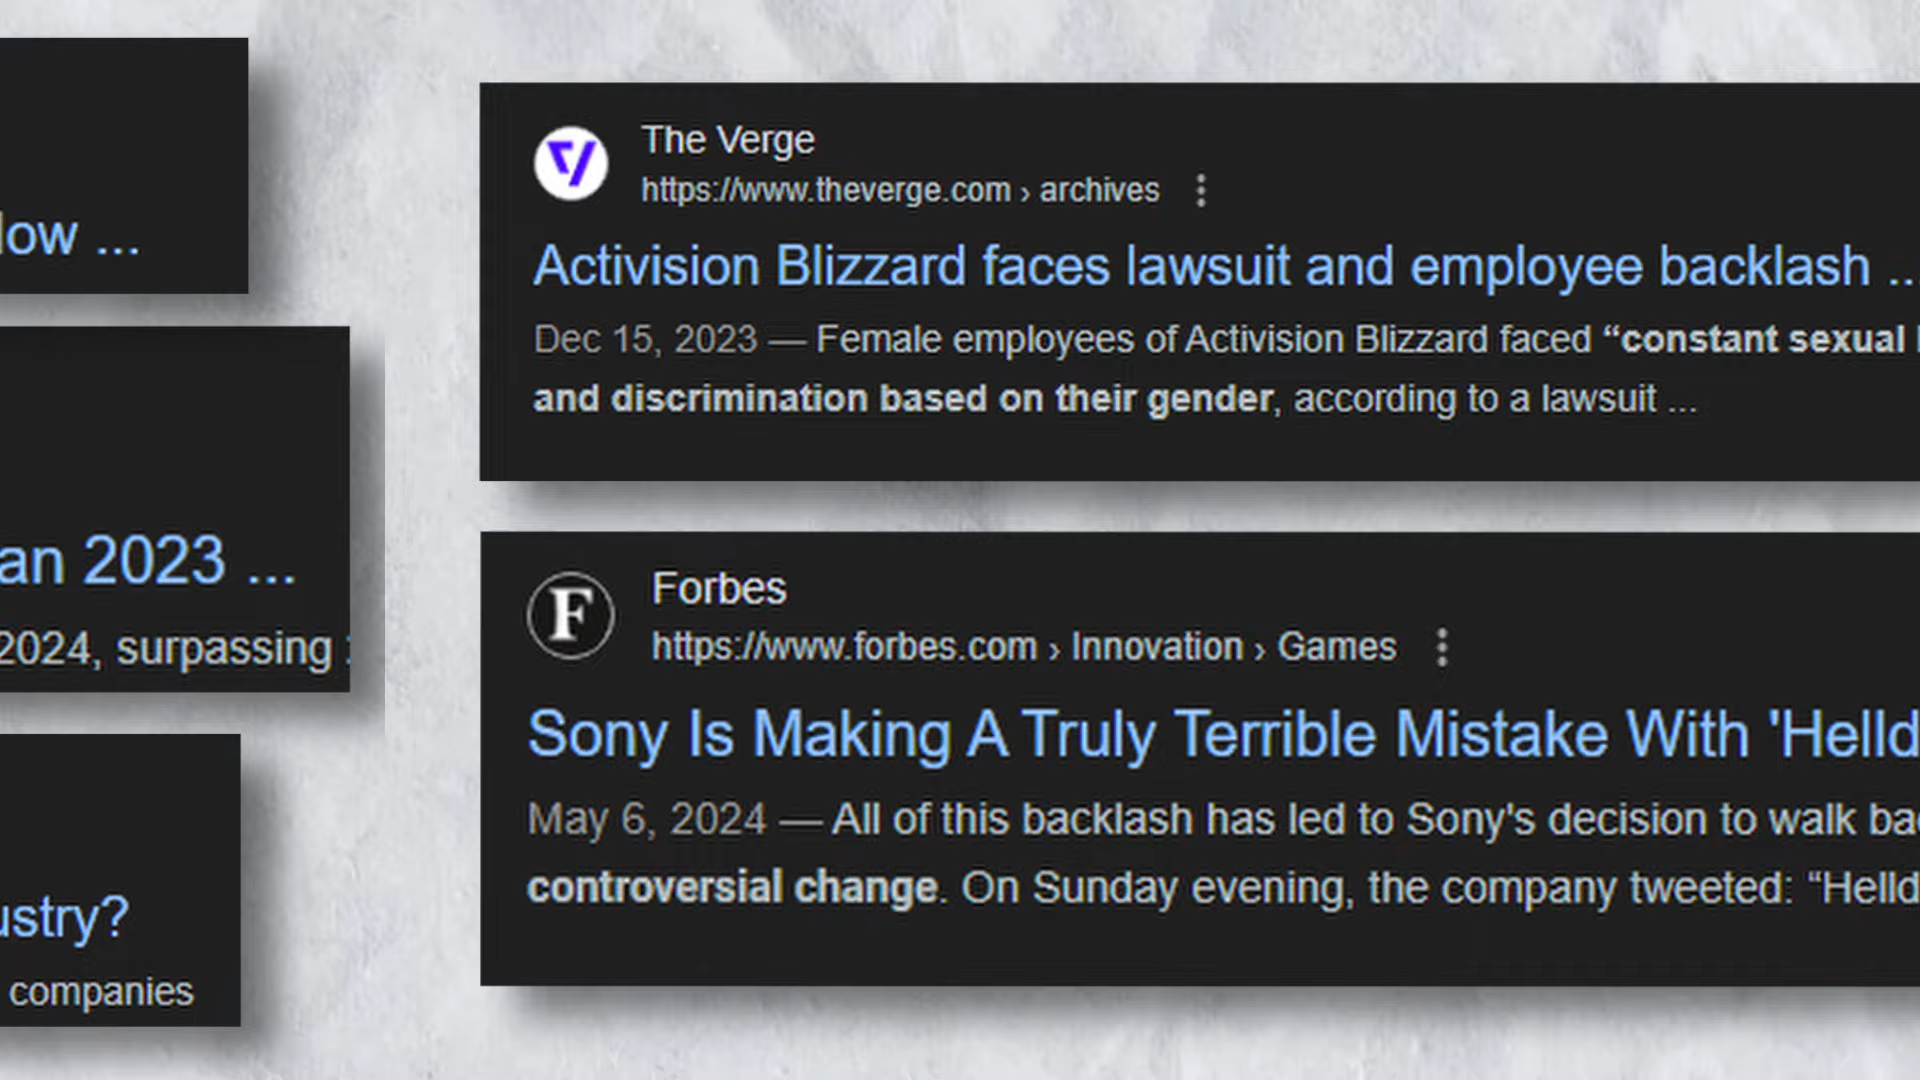 low ...
an 2023 ...
2024, surpassing
ustry?
companies
The Verge
https://www.theverge.com › archives
Activision Blizzard faces lawsuit and employee backlash ...
Dec 15, 2023 — Female employees of Activision Blizzard faced “constant sexual
and discrimination based on their gender, according to a lawsuit ...
Forbes
https://www.forbes.com › Innovation › Games
Sony Is Making A Truly Terrible Mistake With 'Helld
May 6, 2024 — All of this backlash has led to Sony's decision to walk ba
controversial change. On Sunday evening, the company tweeted: “Helld